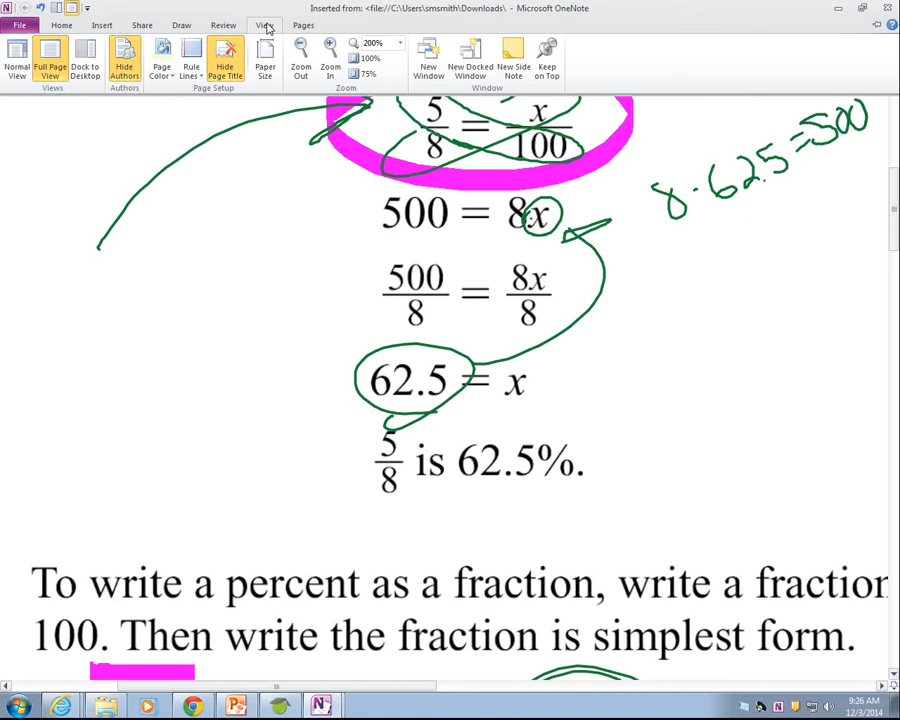 Inserted from: <file://C:\Users\smsmith\Downloads\ - Microsoft OneNote
File Home Insert Share Draw Review View Pages
Normal View
Full Page View
Dock to Desktop
Hide Authors
Page Color
Rule Lines
Hide Page Title
Paper Size
Zoom Out
Zoom In
200%
100%
75%
New Window
New Docked Window
New Side Note
Keep on Top
Views Authors Page Setup Zoom Window
5/8 = x/100
8·62.5=500
500 = 8x
500/8 = 8x/8
62.5 = x
5/8 is 62.5%.
To write a percent as a fraction, write a fraction
100. Then write the fraction is simplest form.
9:26 AM
12/3/2014